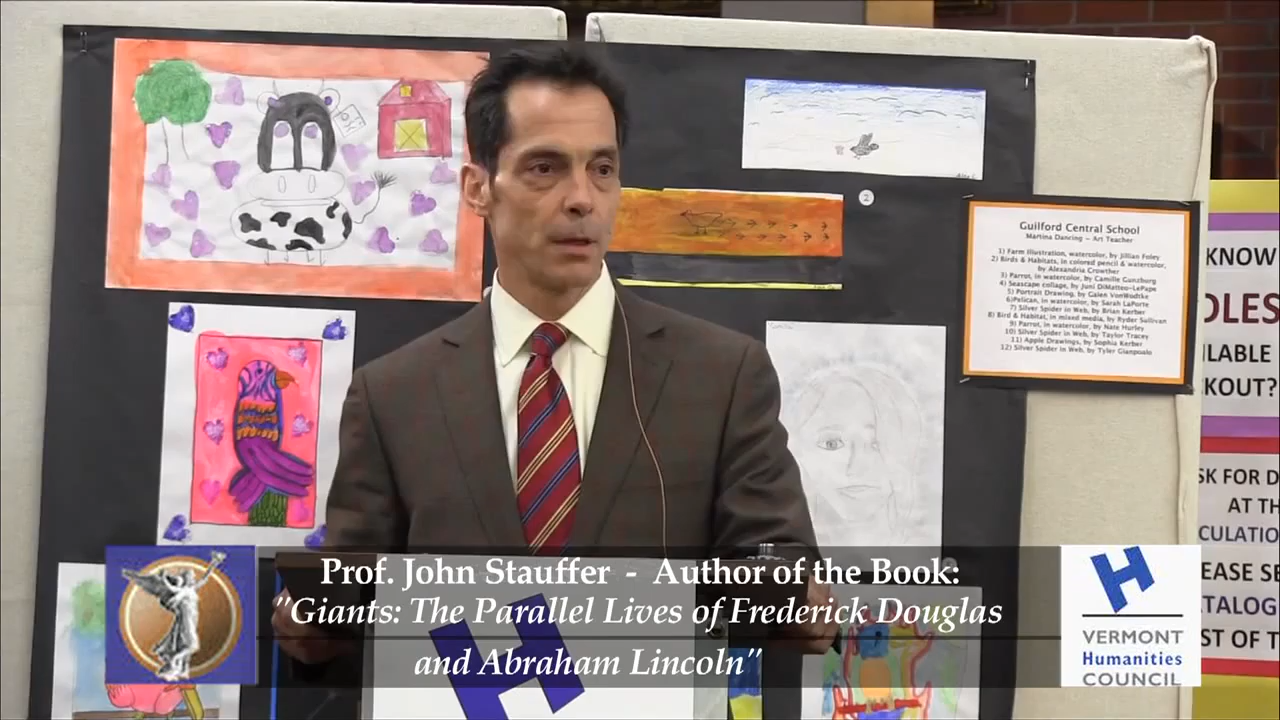 Guilford Central School
Martina Dancing – Art Teacher
1) Farm Illustration, watercolor, by Jillian Foley
2) Birds & Habitats, in colored pencil & watercolor,
by Alexandria Crowther
3) Parrot, in watercolor, by Camille Gunzburg
4) Seascape collage, by Juni DiMatteo-LePape
5) Portrait Drawing, by Galen VonWodtke
6)Pelican, in watercolor, by Sarah LaPorte
7) Silver Spider in Web, by Brian Kerber
8) Bird & Habitat, in mixed media, by Ryder Sullivan
9) Parrot, in watercolor, by Nate Hurley
10) Silver Spider in Web, by Taylor Tracey
11) Apple Drawings, by Sophia Kerber
12) Silver Spider in Web, by Tyler Gianpoalo
2
KNOW
OLES
ILABLE
KOUT?
SK FOR D
AT TH
CULATIO
EASE SE
TALOG
ST OF T
Prof. John Stauffer - Author of the Book:
"Giants: The Parallel Lives of Frederick Douglas
and Abraham Lincoln"
H
VERMONT
Humanities
COUNCIL
H